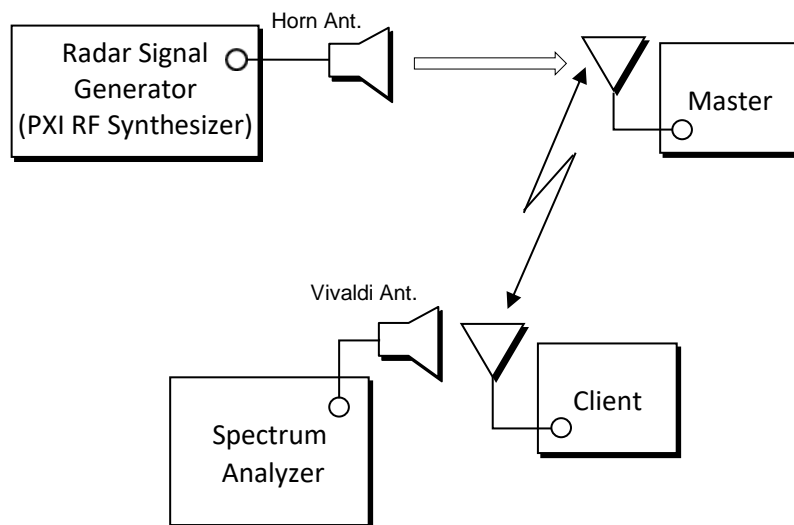 Horn Ant.
Radar Signal
Generator
(PXI RF Synthesizer)
Master
Vivaldi Ant.
Client
Spectrum
Analyzer